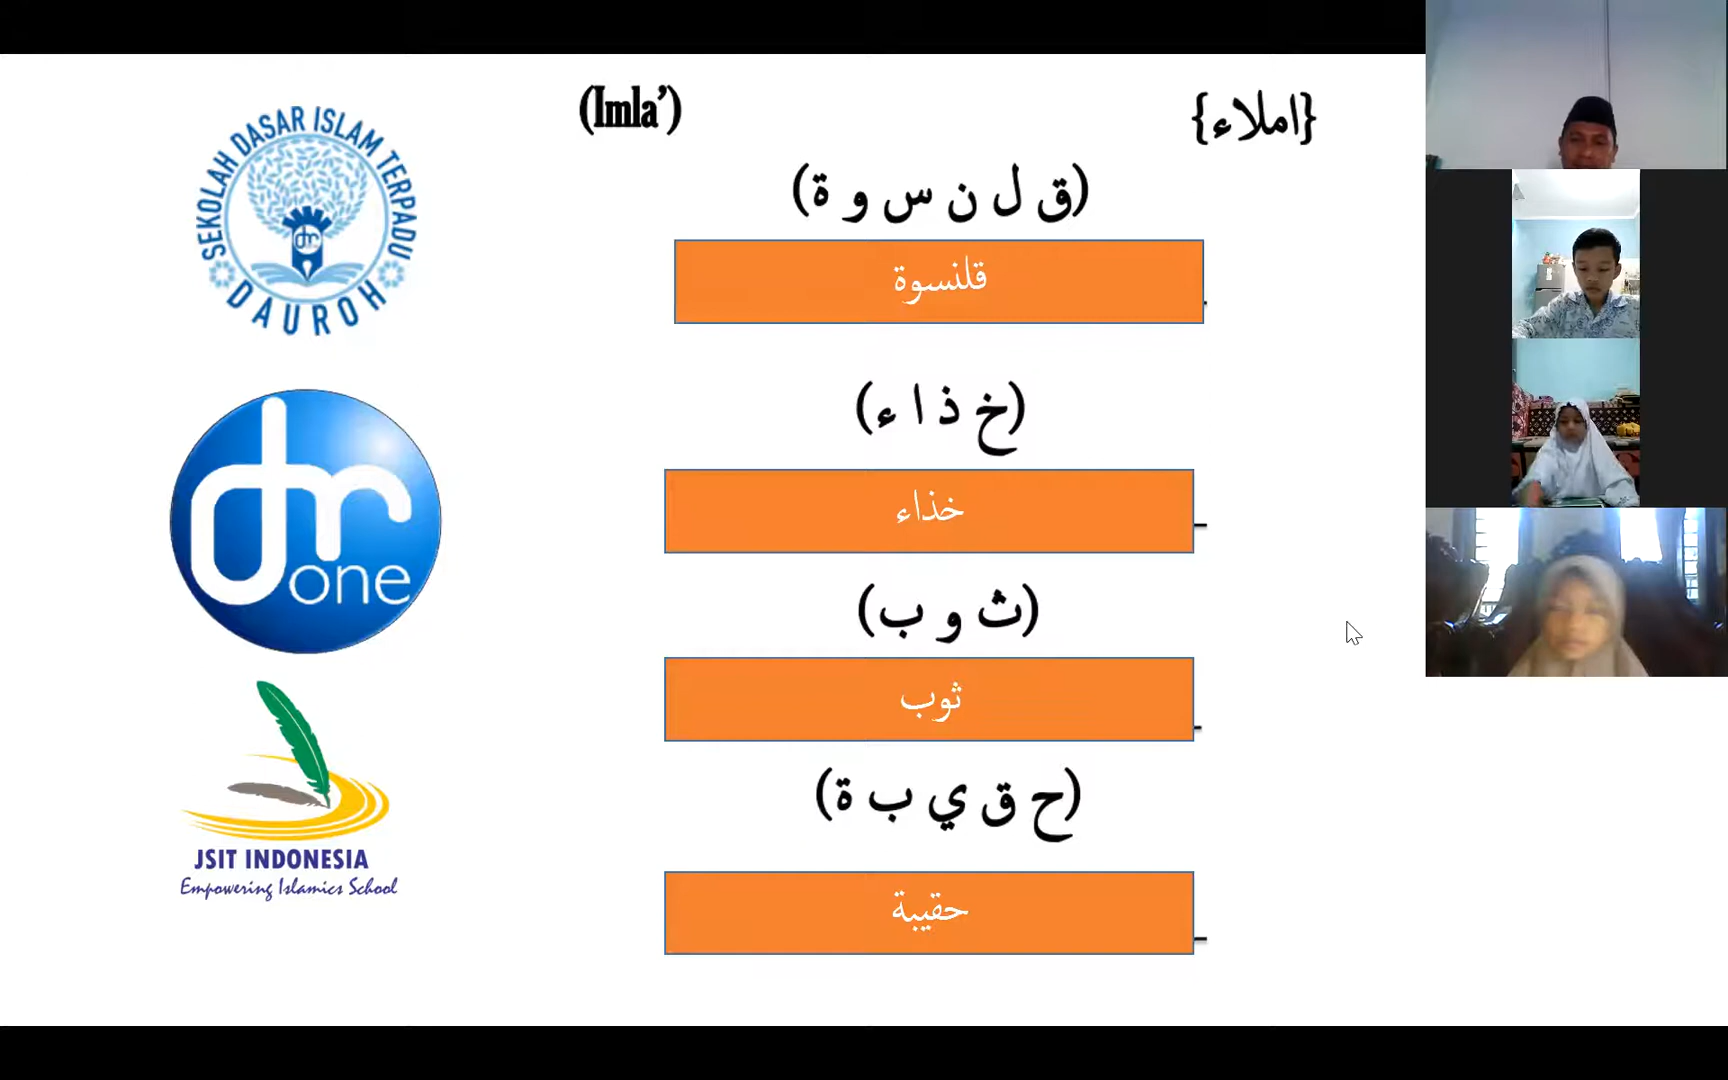 (Imla’)
{املاء}
(ق ل ن س و ة)
قلنسوة
(خ ذ ا ء)
خذاء
(ث و ب)
ثوب
(ح ق ي ب ة)
حقيبة
SEKOLAH DASAR ISLAM TERPADU
DAUROH
dr
one
JSIT INDONESIA
Empowering Islamics School